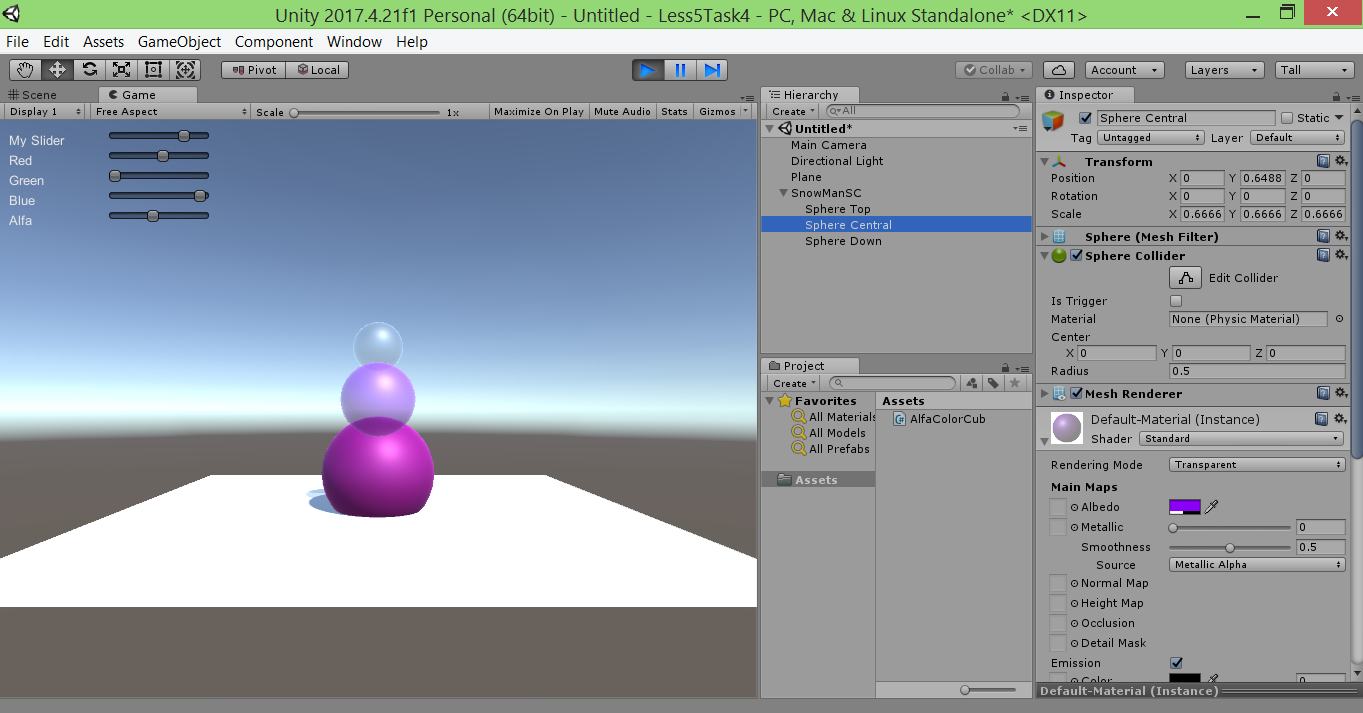 Unity 2017.4.21f1 Personal (64bit) - Untitled - Less5Task4 - PC, Mac & Linux Standalone* <DX11>
File Edit Assets GameObject Component Window Help
Pivot Local Collab Account Layers Tall
Scene Game
Display 1 Free Aspect Scale 1x Maximize On Play Mute Audio Stats Gizmos
My Slider
Red
Green
Blue
Alfa
Hierarchy
Create All
Untitled*
Main Camera
Directional Light
Plane
SnowManSC
Sphere Top
Sphere Central
Sphere Down
Project
Create
Favorites
All Materials
All Models
All Prefabs
Assets
Assets
AlfaColorCub
Inspector
Sphere Central Static
Tag Untagged Layer Default
Transform
Position X 0 Y 0.6488 Z 0
Rotation X 0 Y 0 Z 0
Scale X 0.6666 Y 0.6666 Z 0.6666
Sphere (Mesh Filter)
Sphere Collider
Edit Collider
Is Trigger
Material None (Physic Material)
Center
X 0 Y 0 Z 0
Radius 0.5
Mesh Renderer
Default-Material (Instance)
Shader Standard
Rendering Mode Transparent
Main Maps
Albedo
Metallic 0
Smoothness 0.5
Source Metallic Alpha
Normal Map
Height Map
Occlusion
Detail Mask
Emission
Color 0
Default-Material (Instance)